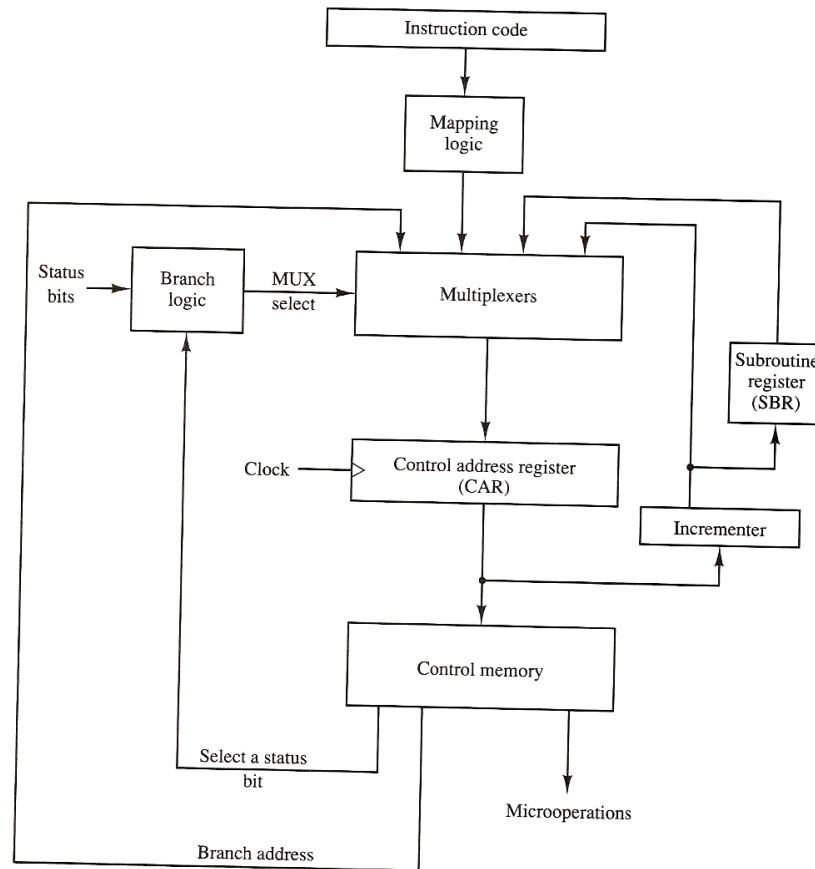 Instruction code
Mapping
logic
Status
bits
Branch
logic
MUX
select
Multiplexers
Subroutine
register
(SBR)
Clock
Control address register
(CAR)
Incrementer
Control memory
Select a status
bit
Microoperations
Branch address